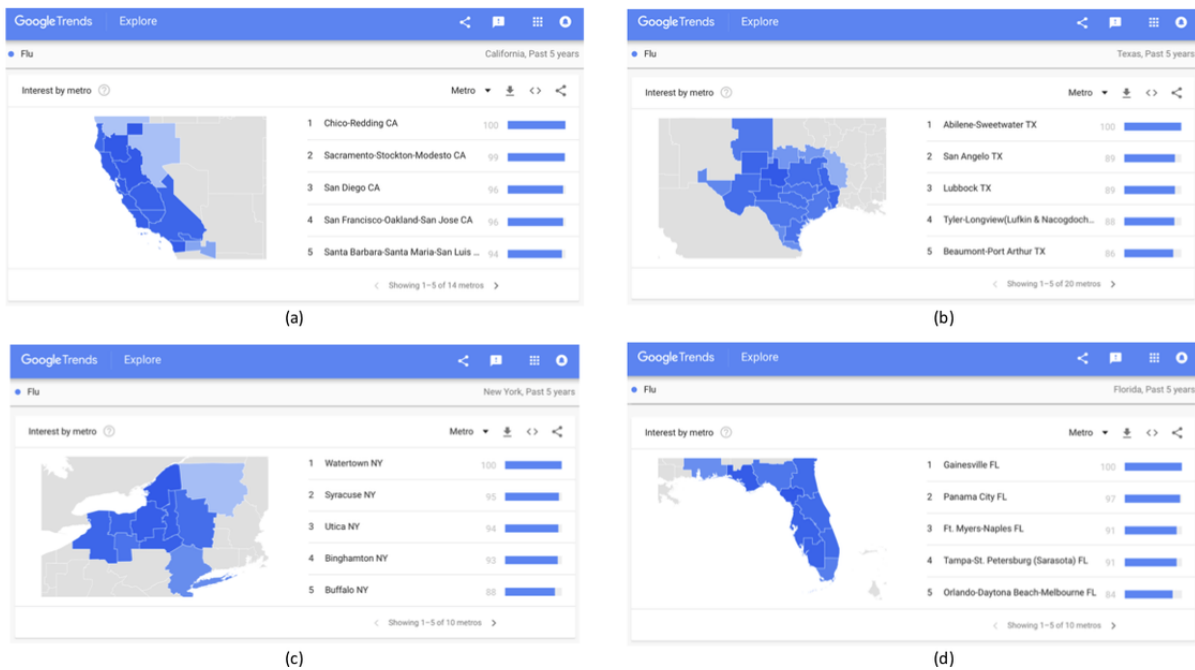 GoogleTrends Explore
Flu California, Past 5 years
Interest by metro Metro
1 Chico-Redding CA 100
2 Sacramento-Stockton-Modesto CA 99
3 San Diego CA 96
4 San Francisco-Oakland-San Jose CA 96
5 Santa Barbara-Santa Maria-San Luis ... 94
Showing 1–5 of 14 metros
(a)
GoogleTrends Explore
Flu Texas, Past 5 years
Interest by metro Metro
1 Abilene-Sweetwater TX 100
2 San Angelo TX 89
3 Lubbock TX 89
4 Tyler-Longview(Lufkin & Nacogdoch... 88
5 Beaumont-Port Arthur TX 86
Showing 1–5 of 20 metros
(b)
GoogleTrends Explore
Flu New York, Past 5 years
Interest by metro Metro
1 Watertown NY 100
2 Syracuse NY 95
3 Utica NY 94
4 Binghamton NY 93
5 Buffalo NY 88
Showing 1–5 of 10 metros
(c)
GoogleTrends Explore
Flu Florida, Past 5 years
Interest by metro Metro
1 Gainesville FL 100
2 Panama City FL 97
3 Ft. Myers-Naples FL 91
4 Tampa-St. Petersburg (Sarasota) FL 91
5 Orlando-Daytona Beach-Melbourne FL 84
Showing 1–5 of 10 metros
(d)